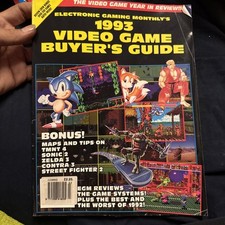 THE VIDEO GAME YEAR IN REVIEW!
ELECTRONIC GAMING MONTHLY'S
1993
VIDEO GAME
BUYER'S GUIDE
BONUS!
MAPS AND TIPS ON
TMNT 4
SONIC 2
ZELDA 3
CONTRA 3
STREET FIGHTER 2
EGM REVIEWS
THE GAME SYSTEMS!
PLUS THE BEST AND
THE WORST OF 1992!